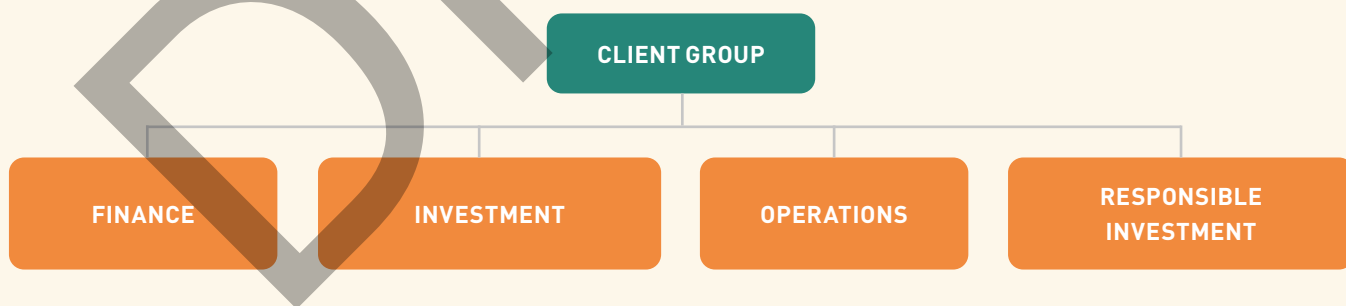 CLIENT GROUP
FINANCE
INVESTMENT
OPERATIONS
RESPONSIBLE
INVESTMENT